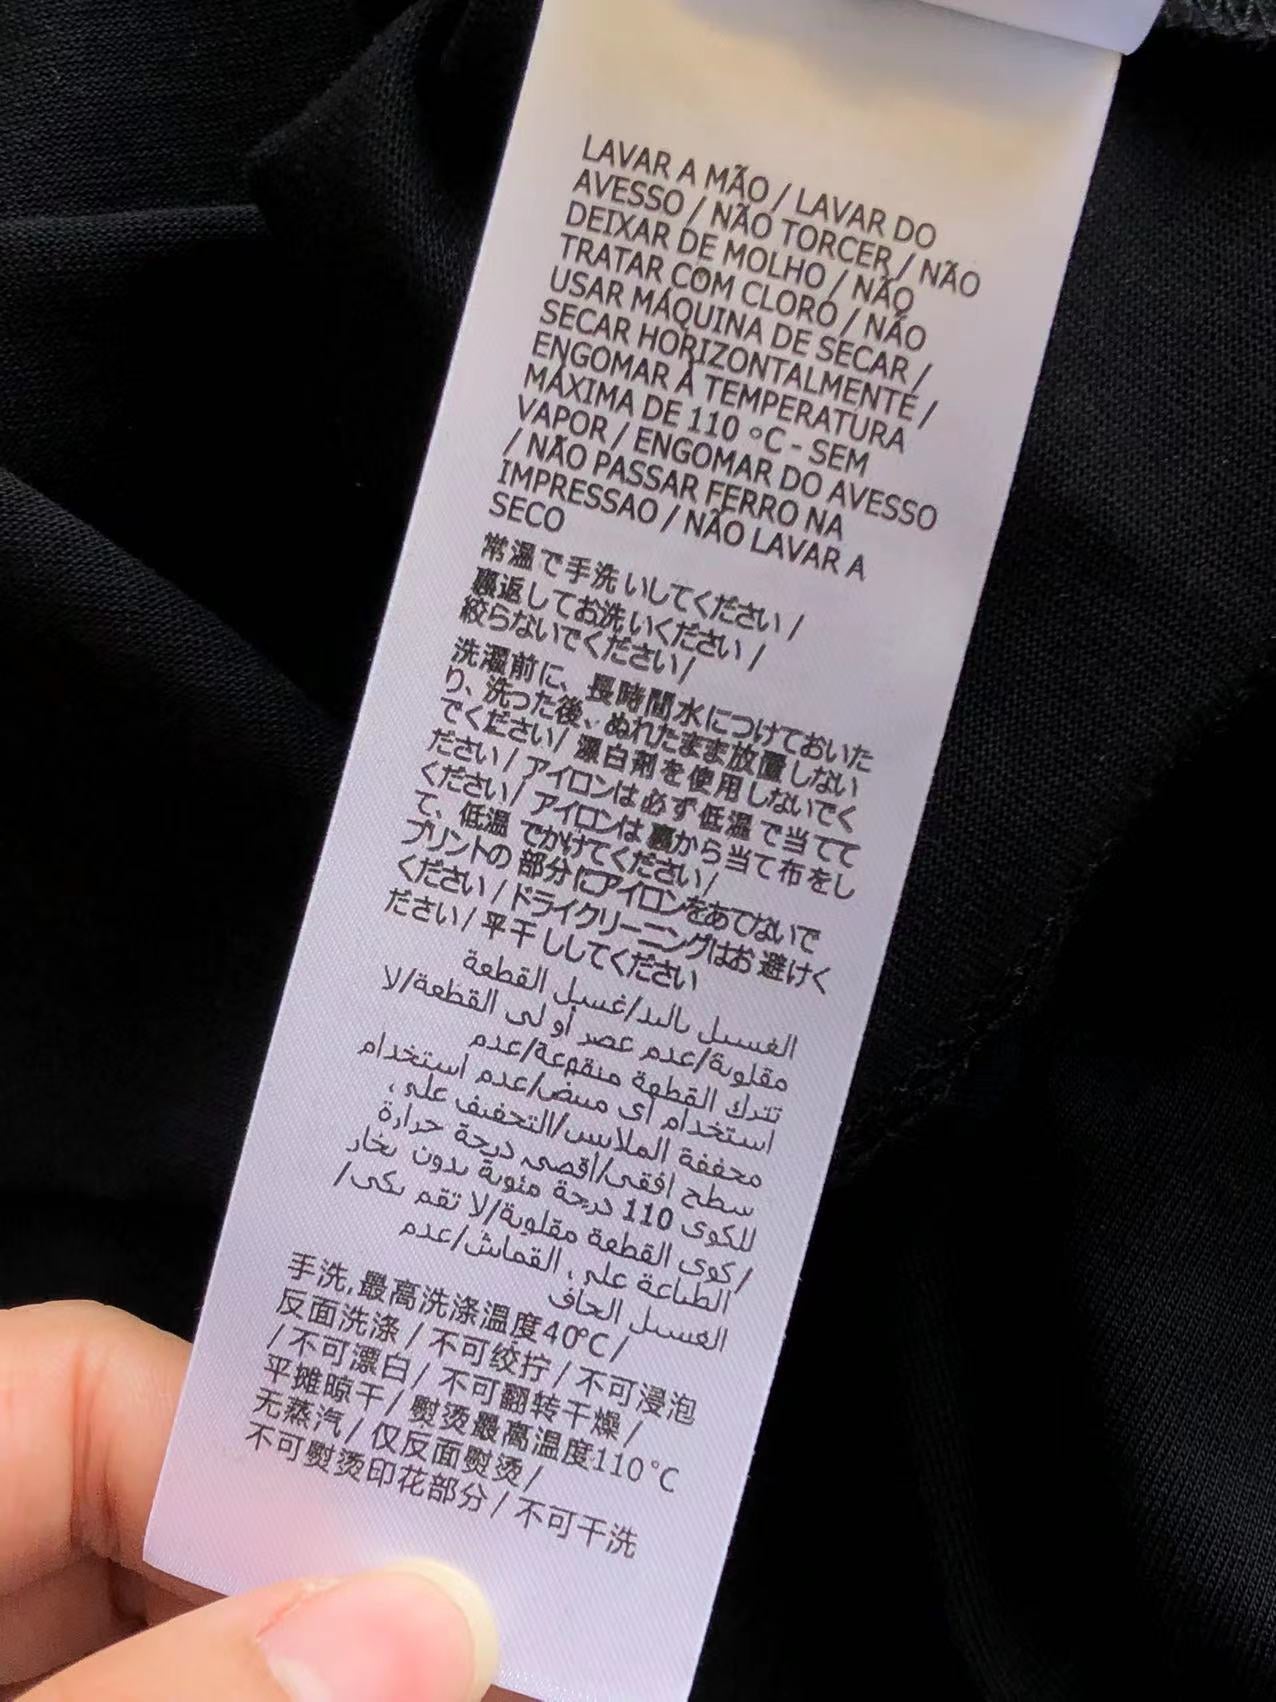 LAVAR A MÃO / LAVAR DO
AVESSO / NÃO TORCER / NÃO
DEIXAR DE MOLHO / NÃO
TRATAR COM CLORO / NÃO
USAR MÁQUINA DE SECAR /
SECAR HORIZONTALMENTE /
ENGOMAR À TEMPERATURA
MÁXIMA DE 110 °C - SEM
VAPOR / ENGOMAR DO AVESSO
/ NÃO PASSAR FERRO NA
IMPRESSAO / NÃO LAVAR A
SECO
常温で手洗いしてください /
裏返してお洗いください /
絞らないでください/
洗濯前に、長時間水につけておいた
り、洗った後、ぬれたまま放置しない
でください/ 漂白剤を使用しないでく
ださい/ アイロンは必ず低温で当てて
ください/ アイロンは裏から当て布をし
て、低温でかけてください/
プリントの部分にアイロンをあてないで
ください / ドライクリーニングはお避けく
ださい / 平干ししてください
الغسيل باليد/غسيل القطعة
مقلوبة/عدم عصر أو لى القطعة/لا
تترك القطعة منقوعة/عدم
استخدام أى مبيض/عدم استخدام
مجففة الملابس/التجفيف على
سطح افقى/أقصى درجة حرارة
للكوى 110 درجة مئوية بدون بخار
/كوى القطعة مقلوبة/لا تقم بكى/
الطباعة على القماش/عدم
الغسيل الجاف
手洗,最高洗涤温度40℃/
反面洗涤 / 不可绞拧 / 不可浸泡
/ 不可漂白 / 不可翻转干燥 /
平摊晾干 / 熨烫最高温度110°C
无蒸汽 / 仅反面熨烫 /
不可熨烫印花部分 / 不可干洗